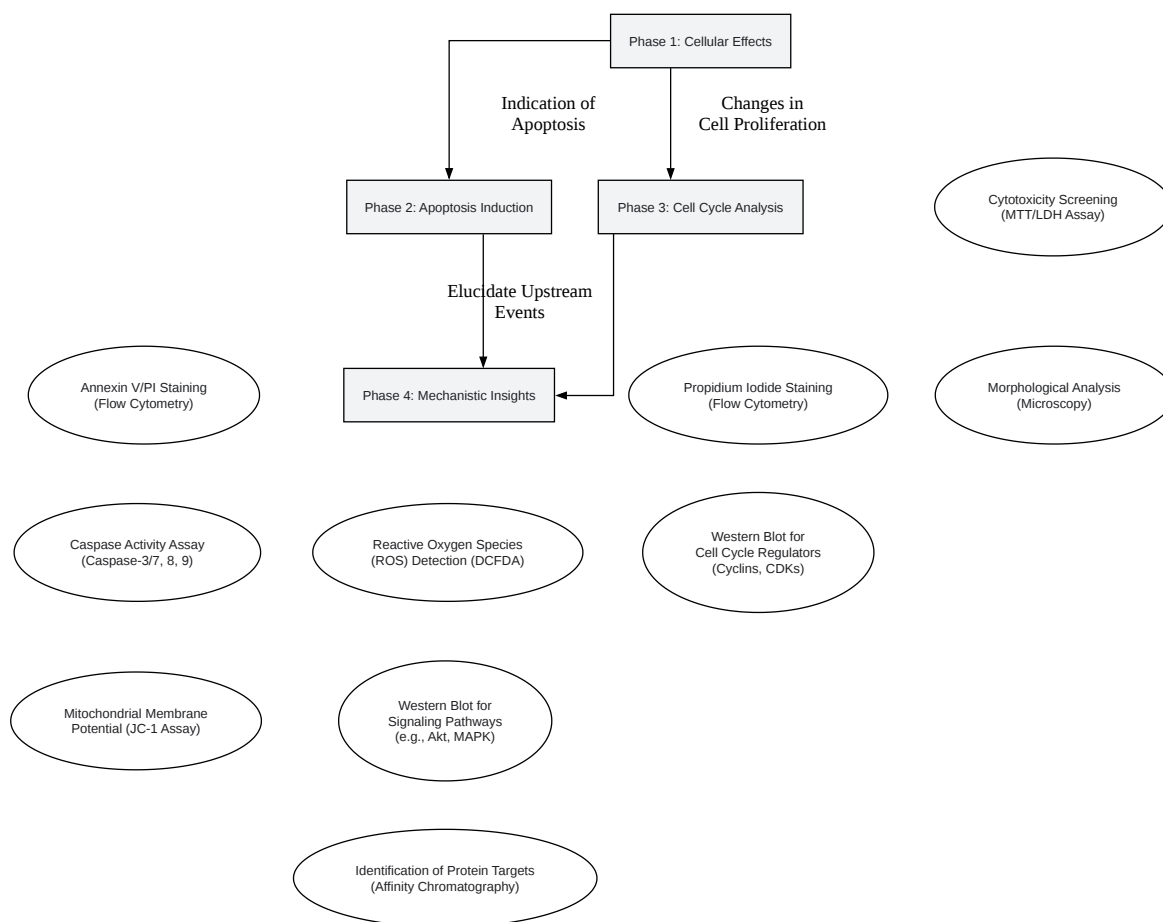 Phase 1: Cellular Effects
Indication of
Apoptosis
Changes in
Cell Proliferation
Phase 2: Apoptosis Induction
Phase 3: Cell Cycle Analysis
Cytotoxicity Screening
(MTT/LDH Assay)
Elucidate Upstream
Events
Annexin V/PI Staining
(Flow Cytometry)
Phase 4: Mechanistic Insights
Propidium Iodide Staining
(Flow Cytometry)
Morphological Analysis
(Microscopy)
Caspase Activity Assay
(Caspase-3/7, 8, 9)
Reactive Oxygen Species
(ROS) Detection (DCFDA)
Western Blot for
Cell Cycle Regulators
(Cyclins, CDKs)
Mitochondrial Membrane
Potential (JC-1 Assay)
Western Blot for
Signaling Pathways
(e.g., Akt, MAPK)
Identification of Protein Targets
(Affinity Chromatography)